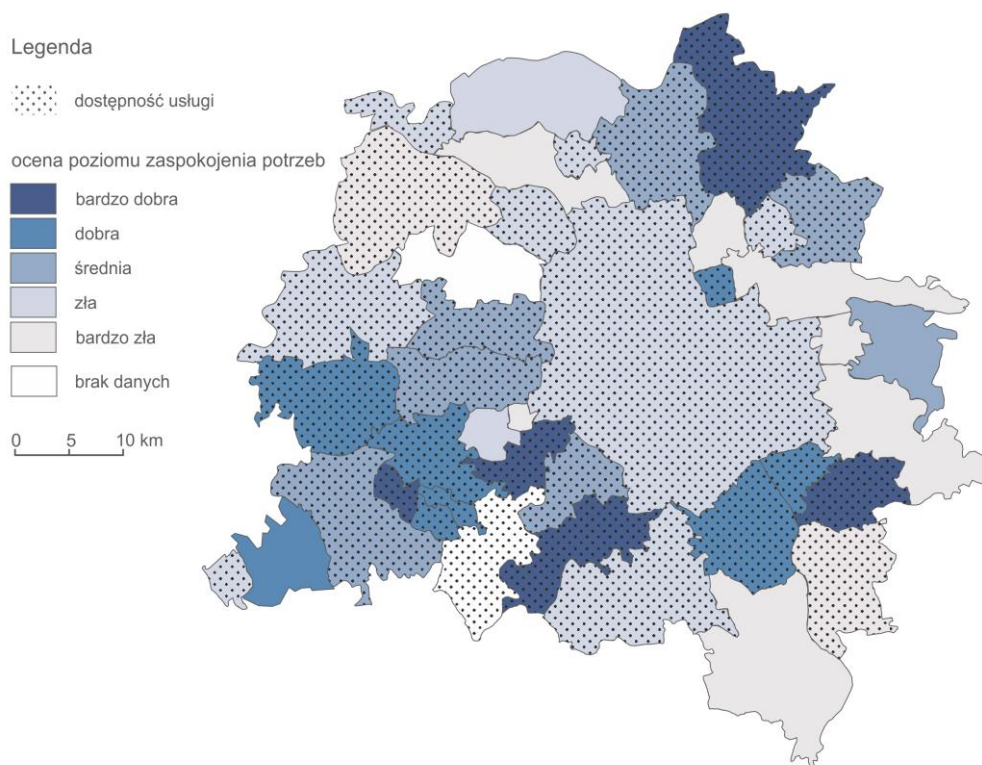 Legenda
dostępność usługi
ocena poziomu zaspokojenia potrzeb
bardzo dobra
dobra
średnia
zła
bardzo zła
brak danych
0 5 10 km